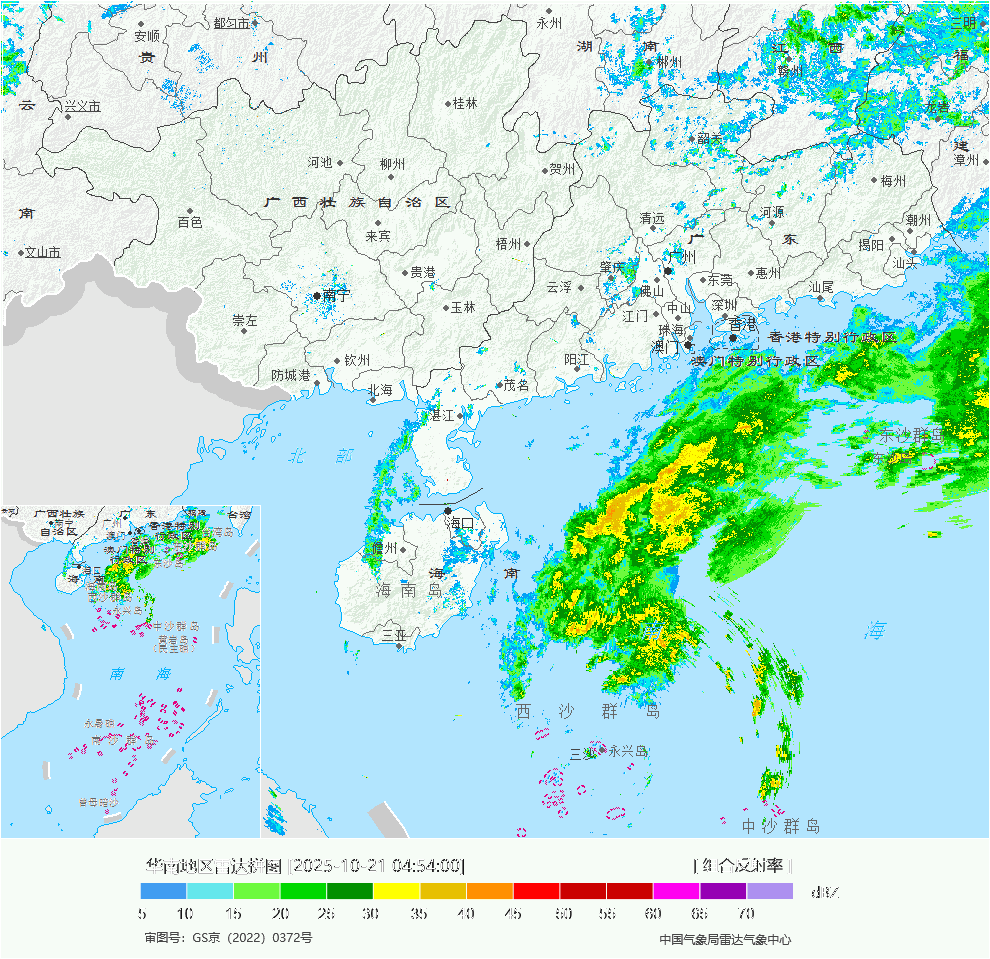 都匀市
永州
三明
安顺
贵 州
湖 南
江 西
福
郴州
赣州
云
兴义市
桂林
龙岩
韶关
建
漳州
河池
柳州
贺州
梅州
广 西 壮 族 自 治 区
南
百色
来宾
清远
河源
潮州
广 东
揭阳
文山市
梧州
广州
汕头
肇庆
贵港
东莞
惠州
云浮
佛山
汕尾
南宁
玉林
中山
深圳
江门
崇左
珠海
香港
澳门
香港特别行政区
澳门特别行政区
钦州
阳江
防城港
茂名
北海
湛江
东沙群岛
北 部
海口
儋州
海 南
海 南 岛
三亚
海
西 沙 群 岛
三沙
永兴岛
中 沙 群 岛
广西壮族
自治区
广 东
台湾
南 海
永兴岛
中沙群岛
黄岩岛
南 沙 群 岛
曾母暗沙
华南地区雷达拼图 [2025-10-21 04:54:00]
[ 组合反射率 ]
5 10 15 20 25 30 35 40 45 50 55 60 65 70
dBZ
审图号：GS京（2022）0372号
中国气象局雷达气象中心